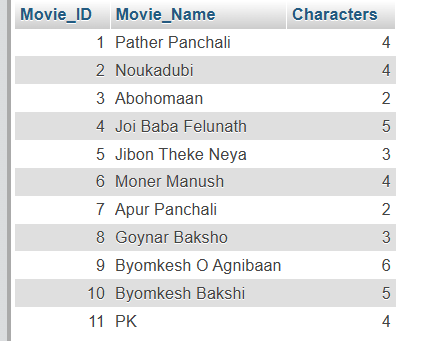 Movie_ID Movie_Name Characters
1 Pather Panchali 4
2 Noukadubi 4
3 Abohomaan 2
4 Joi Baba Felunath 5
5 Jibon Theke Neya 3
6 Moner Manush 4
7 Apur Panchali 2
8 Goynar Baksho 3
9 Byomkesh O Agnibaan 6
10 Byomkesh Bakshi 5
11 PK 4